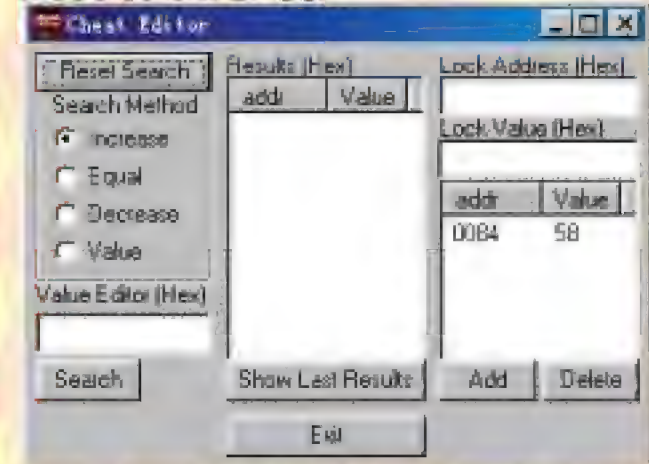 Cheat Editor
Reset Search
Search Method
Increase
Equal
Decrease
Value
Value Editor (Hex)
Search
Results (Hex)
addr Value
Show Last Results
Exit
Lock Address (Hex)
Lock Value (Hex)
addr Value
0084 58
Add Delete